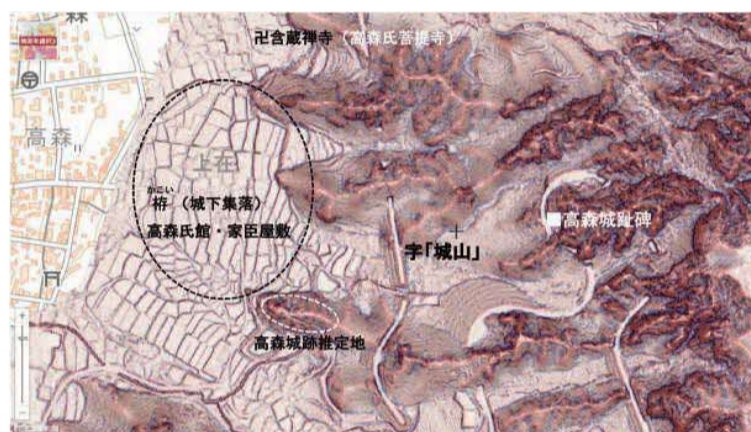 卍含蔵禅寺（高森氏菩提寺）
森
高森
上在
かこい
栫（城下集落）
高森氏館・家臣屋敷
字「城山」
高森城趾碑
高森城跡推定地